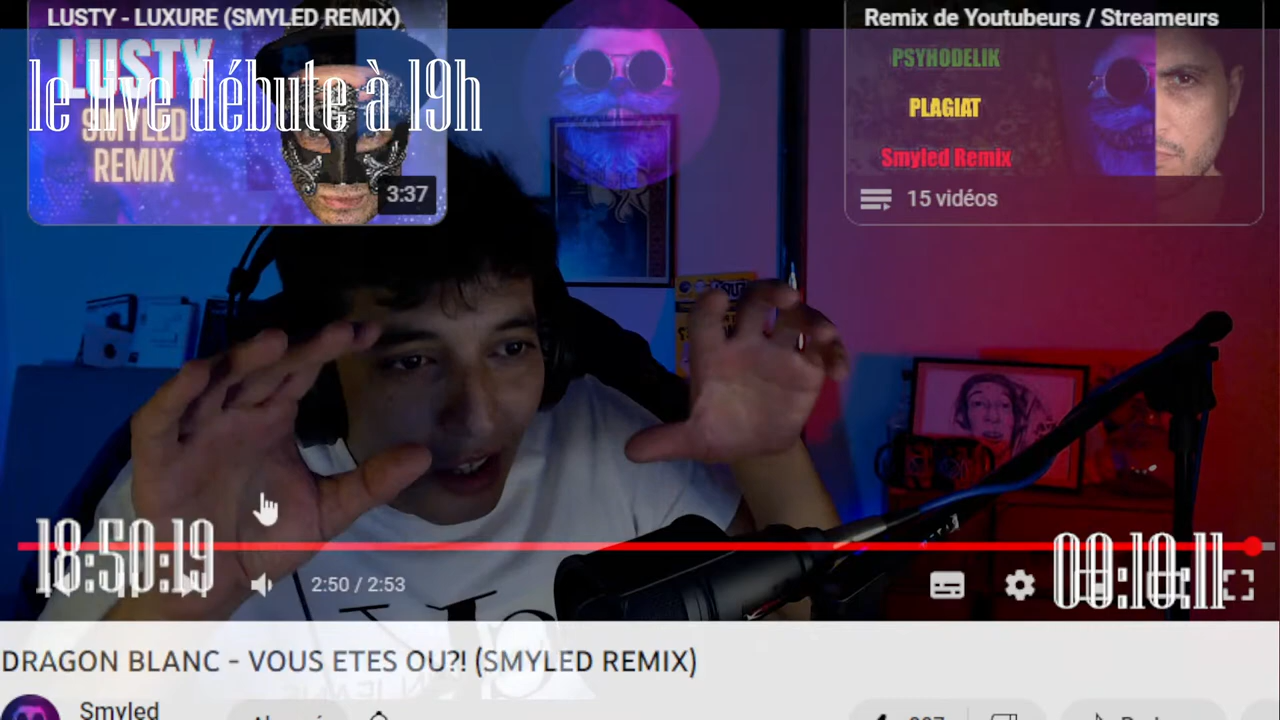 LUSTY - LUXURE (SMYLED REMIX)
LUSTY
le live débute à 19h
SMYLED
REMIX
3:37
Remix de Youtubeurs / Streameurs
PSYHODELIK
PLAGIAT
Smyled Remix
15 vidéos
18:50:19
2:50 / 2:53
00:10:11
DRAGON BLANC - VOUS ETES OU?! (SMYLED REMIX)
Smyled